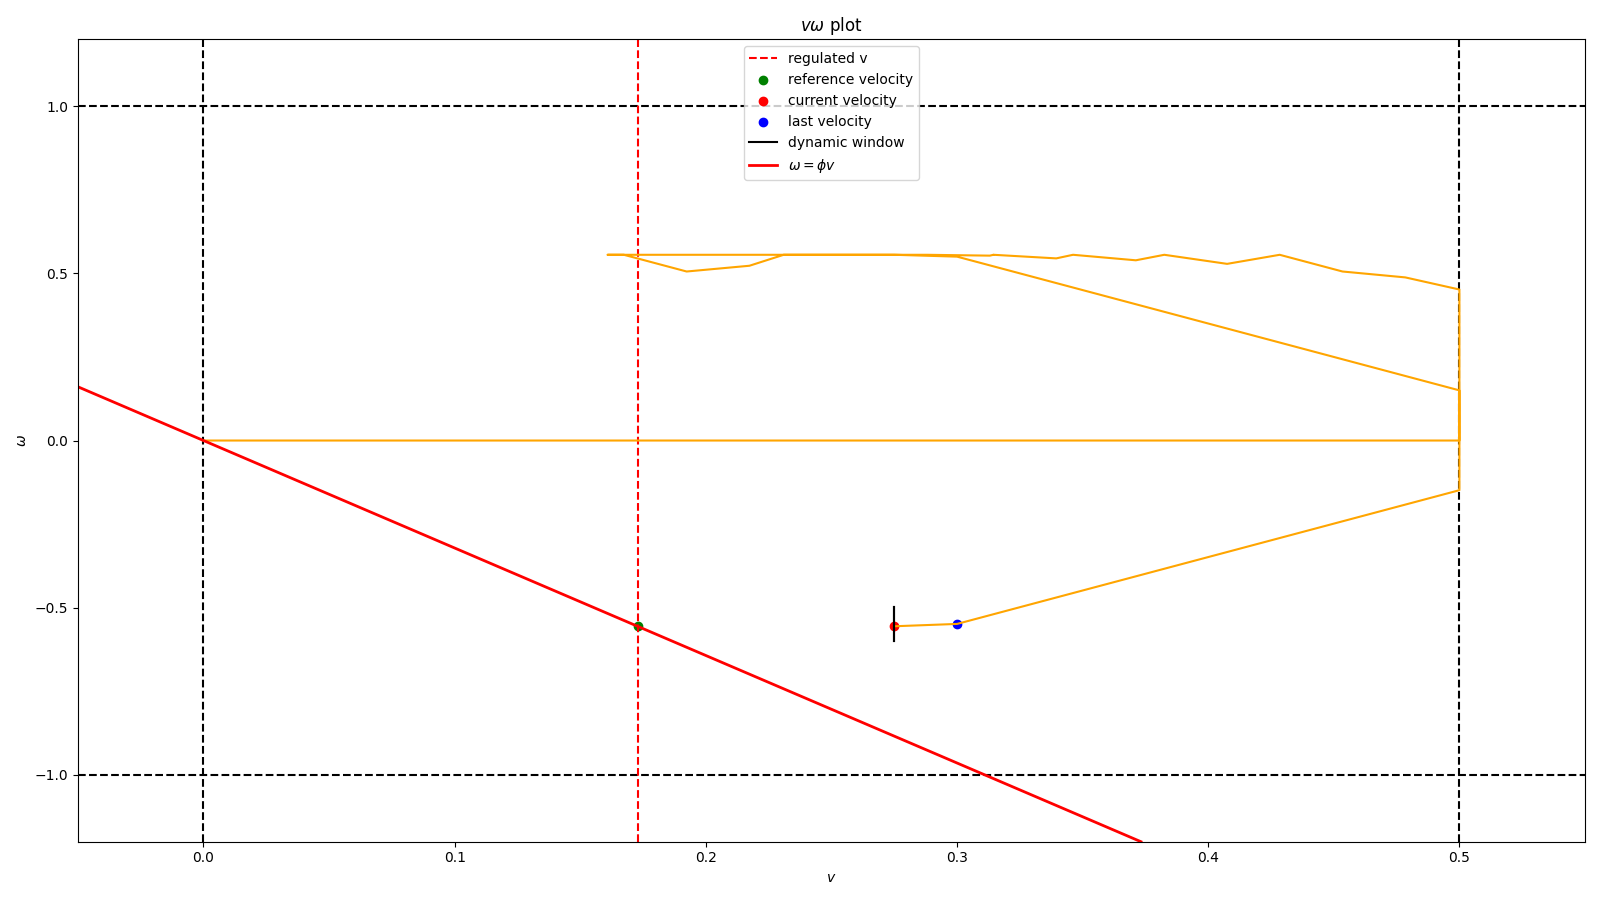 vω plot
regulated v
reference velocity
current velocity
last velocity
dynamic window
ω = ϕv
1.0
0.5
0.0
−0.5
−1.0
ω
0.0 0.1 0.2 0.3 0.4 0.5
v